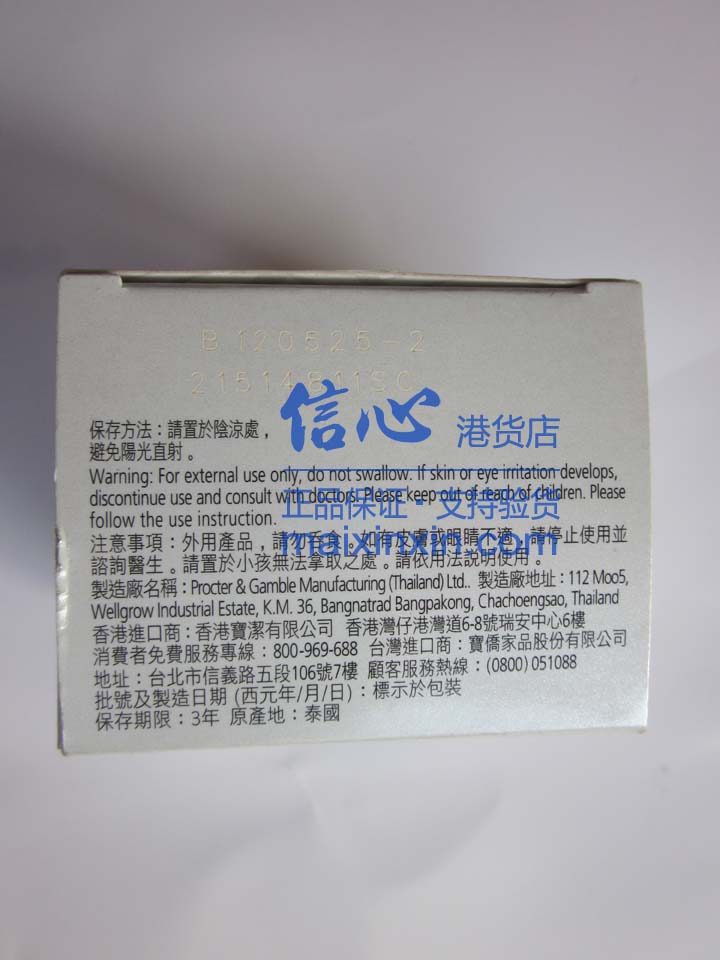 B 120525-2
21514811SC
信心 港货店
保存方法：請置於陰涼處，
避免陽光直射。
Warning: For external use only, do not swallow. If skin or eye irritation develops,
discontinue use and consult with doctors. Please keep out of reach of children. Please
follow the use instruction.
正品保证·支持验货
maixinxin.com
注意事項：外用產品，請勿吞食。如有皮膚或眼睛不適，請停止使用並
諮詢醫生。請置於小孩無法拿取之處。請依用法說明使用。
製造廠名稱：Procter & Gamble Manufacturing (Thailand) Ltd.. 製造廠地址：112 Moo5,
Wellgrow Industrial Estate, K.M. 36, Bangnatrad Bangpakong, Chachoengsao, Thailand
香港進口商：香港寶潔有限公司 香港灣仔港灣道6-8號瑞安中心6樓
消費者免費服務專線：800-969-688 台灣進口商：寶僑家品股份有限公司
地址：台北市信義路五段106號7樓 顧客服務熱線：(0800) 051088
批號及製造日期 (西元年/月/日)：標示於包裝
保存期限：3年 原產地：泰國